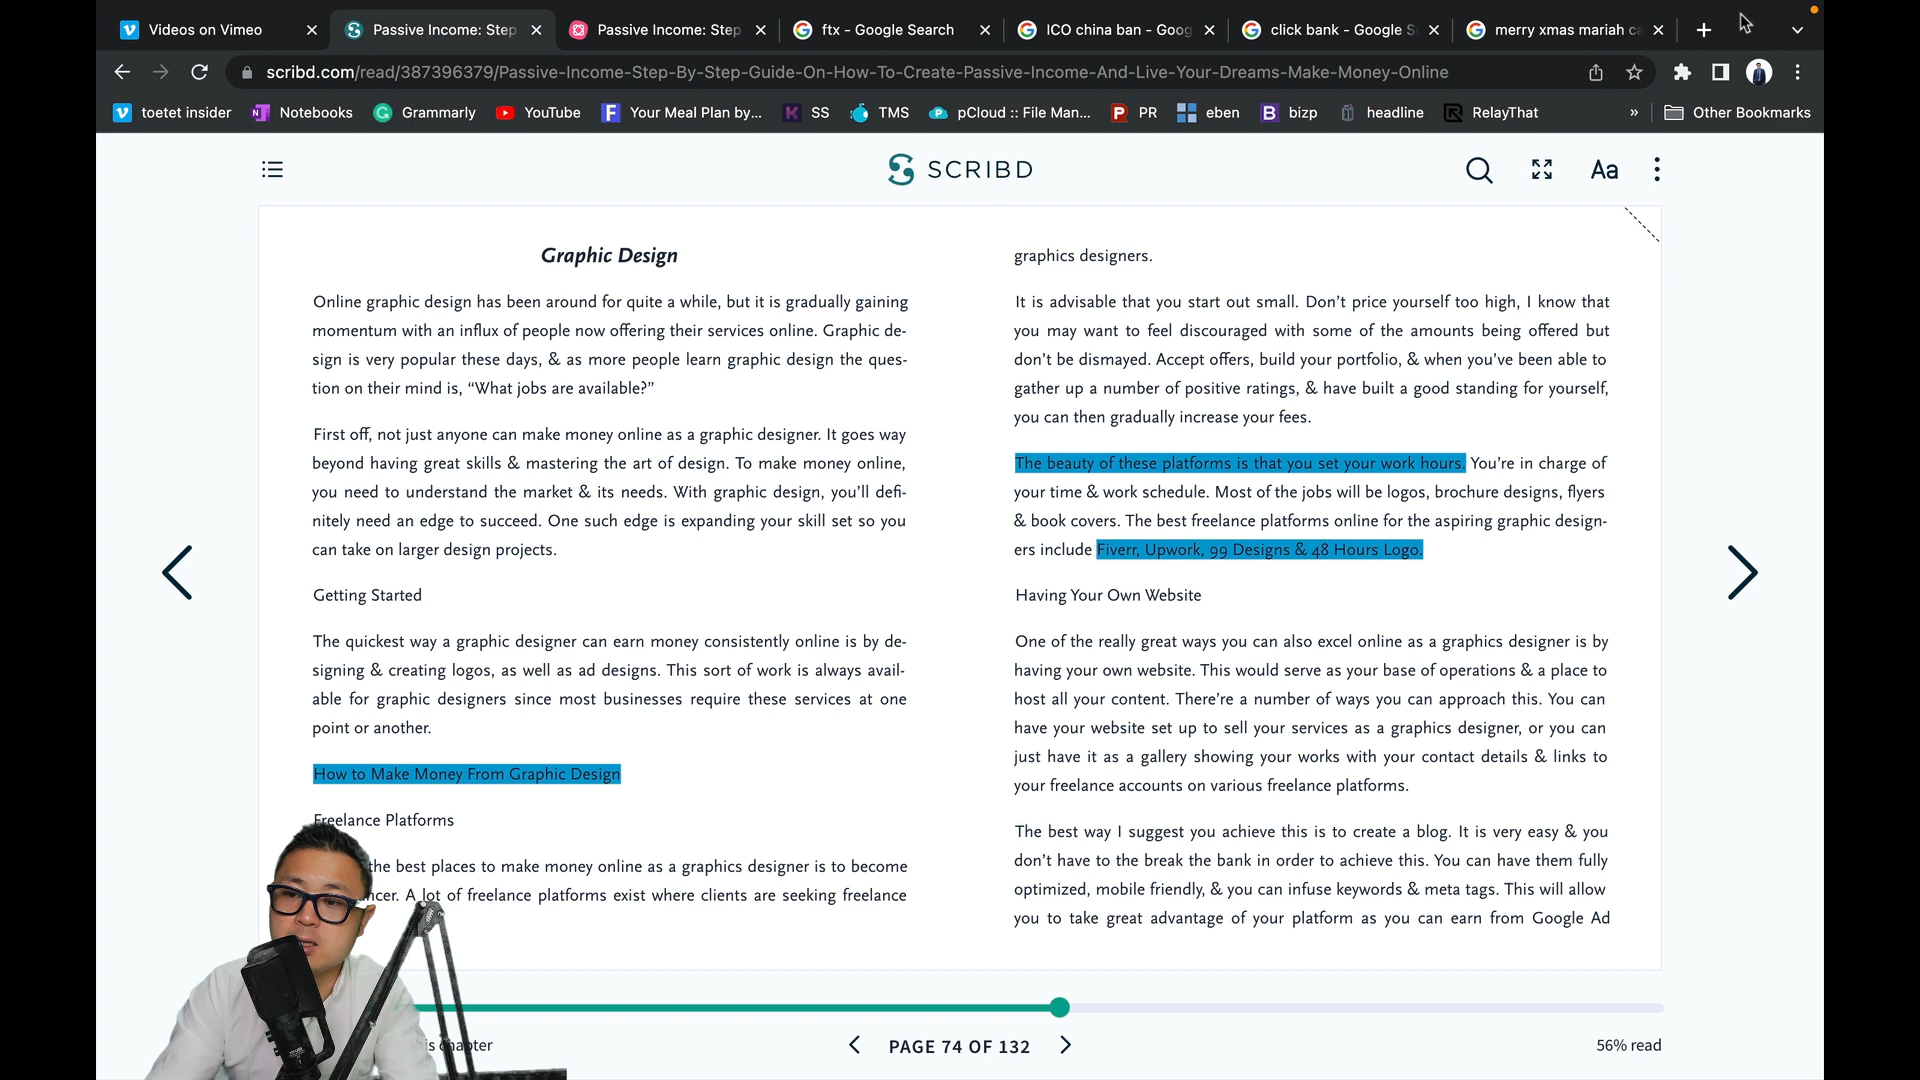 Videos on Vimeo
Passive Income: Step
Passive Income: Step
ftx - Google Search
ICO china ban - Goog
click bank - Google S
merry xmas mariah ca
scribd.com/read/387396379/Passive-Income-Step-By-Step-Guide-On-How-To-Create-Passive-Income-And-Live-Your-Dreams-Make-Money-Online
toetet insider
Notebooks
Grammarly
YouTube
Your Meal Plan by...
SS
TMS
pCloud :: File Man...
PR
eben
bizp
headline
RelayThat
»
Other Bookmarks
SCRIBD
Aa
Graphic Design
Online graphic design has been around for quite a while, but it is gradually gaining
momentum with an influx of people now offering their services online. Graphic de-
sign is very popular these days, & as more people learn graphic design the ques-
tion on their mind is, “What jobs are available?”
First off, not just anyone can make money online as a graphic designer. It goes way
beyond having great skills & mastering the art of design. To make money online,
you need to understand the market & its needs. With graphic design, you’ll defi-
nitely need an edge to succeed. One such edge is expanding your skill set so you
can take on larger design projects.
Getting Started
The quickest way a graphic designer can earn money consistently online is by de-
signing & creating logos, as well as ad designs. This sort of work is always avail-
able for graphic designers since most businesses require these services at one
point or another.
How to Make Money From Graphic Design
Freelance Platforms
the best places to make money online as a graphics designer is to become
A lot of freelance platforms exist where clients are seeking freelance
graphics designers.
It is advisable that you start out small. Don’t price yourself too high, I know that
you may want to feel discouraged with some of the amounts being offered but
don’t be dismayed. Accept offers, build your portfolio, & when you’ve been able to
gather up a number of positive ratings, & have built a good standing for yourself,
you can then gradually increase your fees.
The beauty of these platforms is that you set your work hours. You’re in charge of
your time & work schedule. Most of the jobs will be logos, brochure designs, flyers
& book covers. The best freelance platforms online for the aspiring graphic design-
ers include Fiverr, Upwork, 99 Designs & 48 Hours Logo.
Having Your Own Website
One of the really great ways you can also excel online as a graphics designer is by
having your own website. This would serve as your base of operations & a place to
host all your content. There’re a number of ways you can approach this. You can
have your website set up to sell your services as a graphics designer, or you can
just have it as a gallery showing your works with your contact details & links to
your freelance accounts on various freelance platforms.
The best way I suggest you achieve this is to create a blog. It is very easy & you
don’t have to the break the bank in order to achieve this. You can have them fully
optimized, mobile friendly, & you can infuse keywords & meta tags. This will allow
you to take great advantage of your platform as you can earn from Google Ad
chapter
PAGE 74 OF 132
56% read